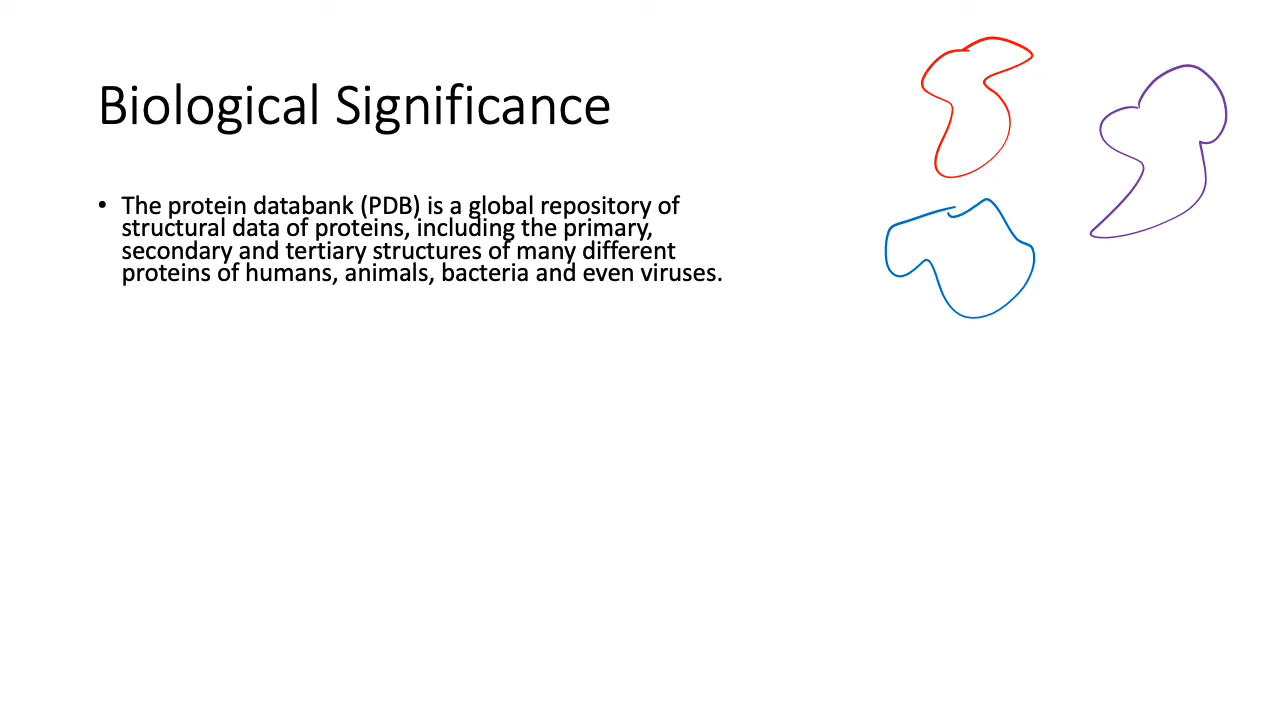 Biological Significance
• The protein databank (PDB) is a global repository of
structural data of proteins, including the primary,
secondary and tertiary structures of many different
proteins of humans, animals, bacteria and even viruses.